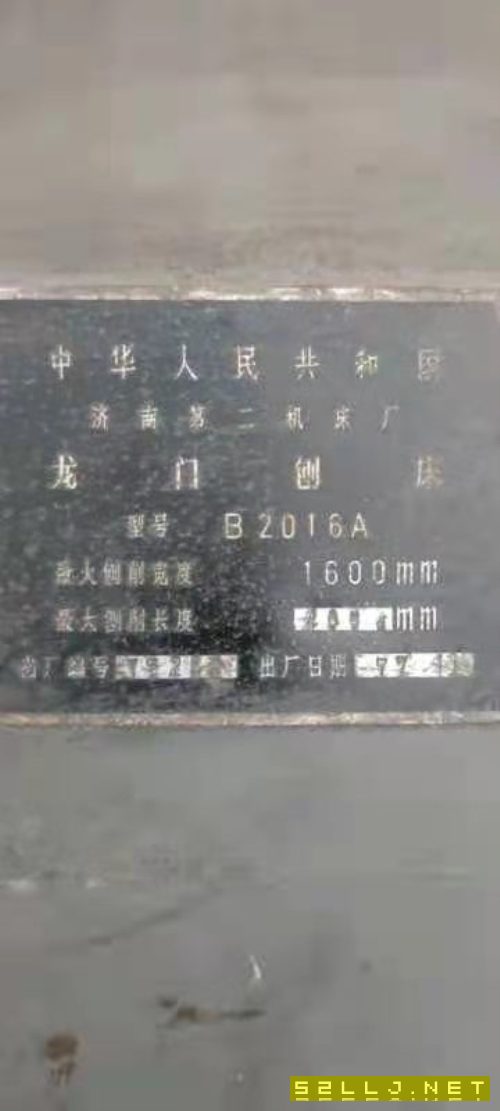 中华人民共和国
济南第二机床厂
龙门刨床
型号 B2016A
最大刨削宽度 1600mm
最大刨削长度 mm
出厂编号 出厂日期
52LLJ.NET